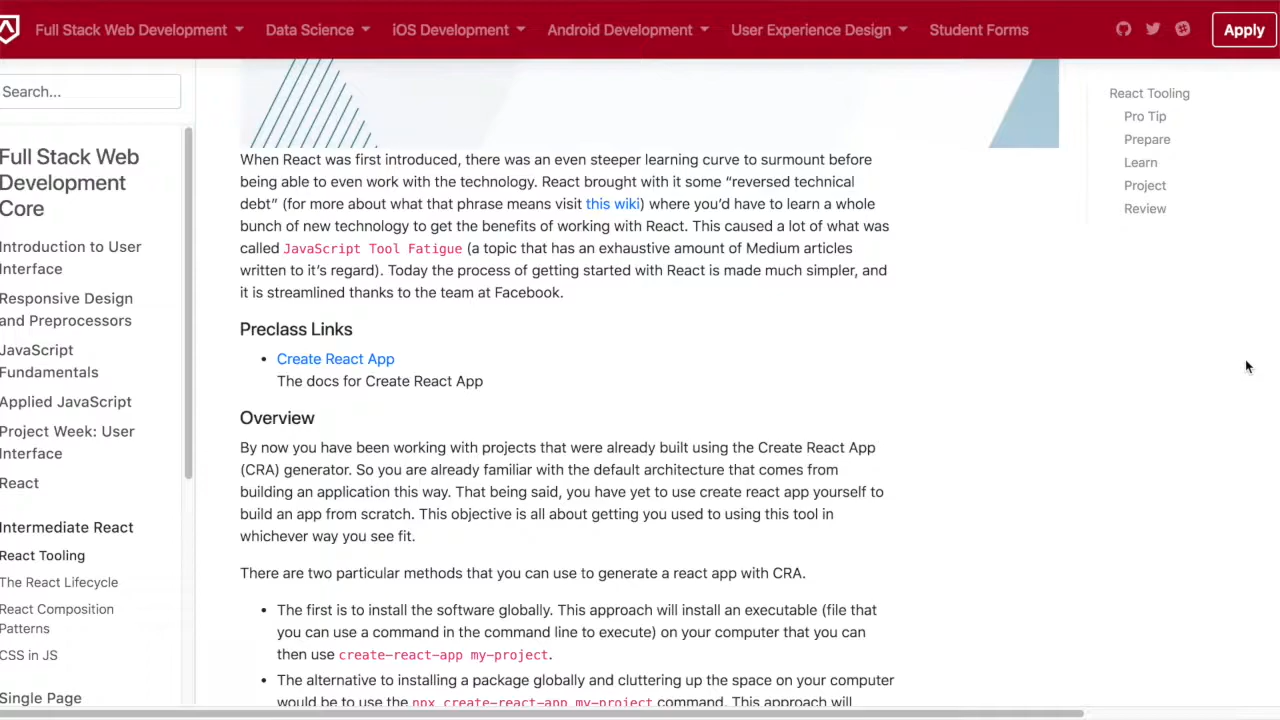 Full Stack Web Development
Data Science
iOS Development
Android Development
User Experience Design
Student Forms
Apply
Search...
Full Stack Web
Development
Core
Introduction to User
Interface
Responsive Design
and Preprocessors
JavaScript
Fundamentals
Applied JavaScript
Project Week: User
Interface
React
Intermediate React
React Tooling
The React Lifecycle
React Composition
Patterns
CSS in JS
Single Page
When React was first introduced, there was an even steeper learning curve to surmount before
being able to even work with the technology. React brought with it some “reversed technical
debt” (for more about what that phrase means visit this wiki) where you’d have to learn a whole
bunch of new technology to get the benefits of working with React. This caused a lot of what was
called JavaScript Tool Fatigue (a topic that has an exhaustive amount of Medium articles
written to it’s regard). Today the process of getting started with React is made much simpler, and
it is streamlined thanks to the team at Facebook.
Preclass Links
• Create React App
The docs for Create React App
Overview
By now you have been working with projects that were already built using the Create React App
(CRA) generator. So you are already familiar with the default architecture that comes from
building an application this way. That being said, you have yet to use create react app yourself to
build an app from scratch. This objective is all about getting you used to using this tool in
whichever way you see fit.
There are two particular methods that you can use to generate a react app with CRA.
• The first is to install the software globally. This approach will install an executable (file that
you can use a command in the command line to execute) on your computer that you can
then use create-react-app my-project.
• The alternative to installing a package globally and cluttering up the space on your computer
would be to use the npx create-react-app my-project command. This approach will
React Tooling
Pro Tip
Prepare
Learn
Project
Review